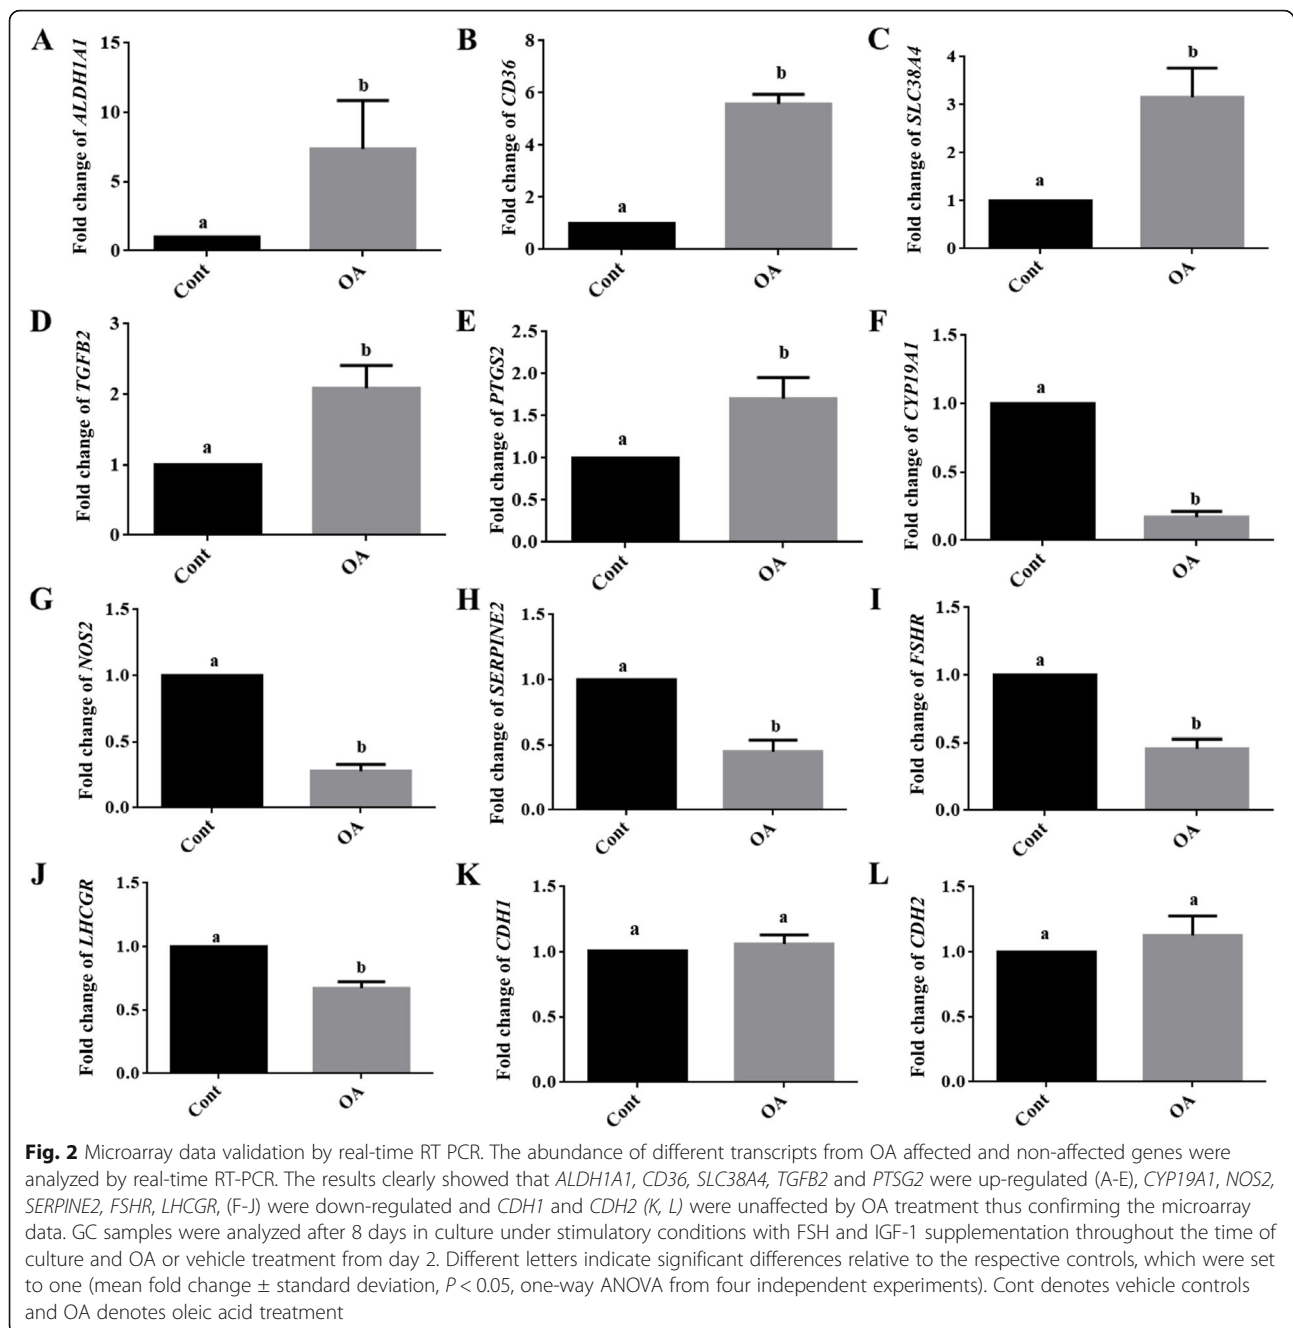 A
Fold change of ALDH1A1
15
10
5
0
a
b
Cont
OA
B
Fold change of CD36
8
6
4
2
0
a
b
Cont
OA
C
Fold change of SLC38A4
4
3
2
1
0
a
b
Cont
OA
D
Fold change of TGFB2
3
2
1
0
a
b
Cont
OA
E
Fold change of PTGS2
2.5
2.0
1.5
1.0
0.5
0.0
a
b
Cont
OA
F
Fold change of CYP19A1
1.5
1.0
0.5
0.0
a
b
Cont
OA
G
Fold change of NOS2
1.5
1.0
0.5
0.0
a
b
Cont
OA
H
Fold change of SERPINE2
1.5
1.0
0.5
0.0
a
b
Cont
OA
I
Fold change of FSHR
1.5
1.0
0.5
0.0
a
b
Cont
OA
J
Fold change of LHCGR
1.5
1.0
0.5
0.0
a
b
Cont
OA
K
Fold change of CDH1
1.5
1.0
0.5
0.0
a
a
Cont
OA
L
Fold change of CDH2
1.5
1.0
0.5
0.0
a
a
Cont
OA
Fig. 2 Microarray data validation by real-time RT PCR. The abundance of different transcripts from OA affected and non-affected genes were
analyzed by real-time RT-PCR. The results clearly showed that ALDH1A1, CD36, SLC38A4, TGFB2 and PTSG2 were up-regulated (A-E), CYP19A1, NOS2,
SERPINE2, FSHR, LHCGR, (F-J) were down-regulated and CDH1 and CDH2 (K, L) were unaffected by OA treatment thus confirming the microarray
data. GC samples were analyzed after 8 days in culture under stimulatory conditions with FSH and IGF-1 supplementation throughout the time of
culture and OA or vehicle treatment from day 2. Different letters indicate significant differences relative to the respective controls, which were set
to one (mean fold change ± standard deviation, P < 0.05, one-way ANOVA from four independent experiments). Cont denotes vehicle controls
and OA denotes oleic acid treatment